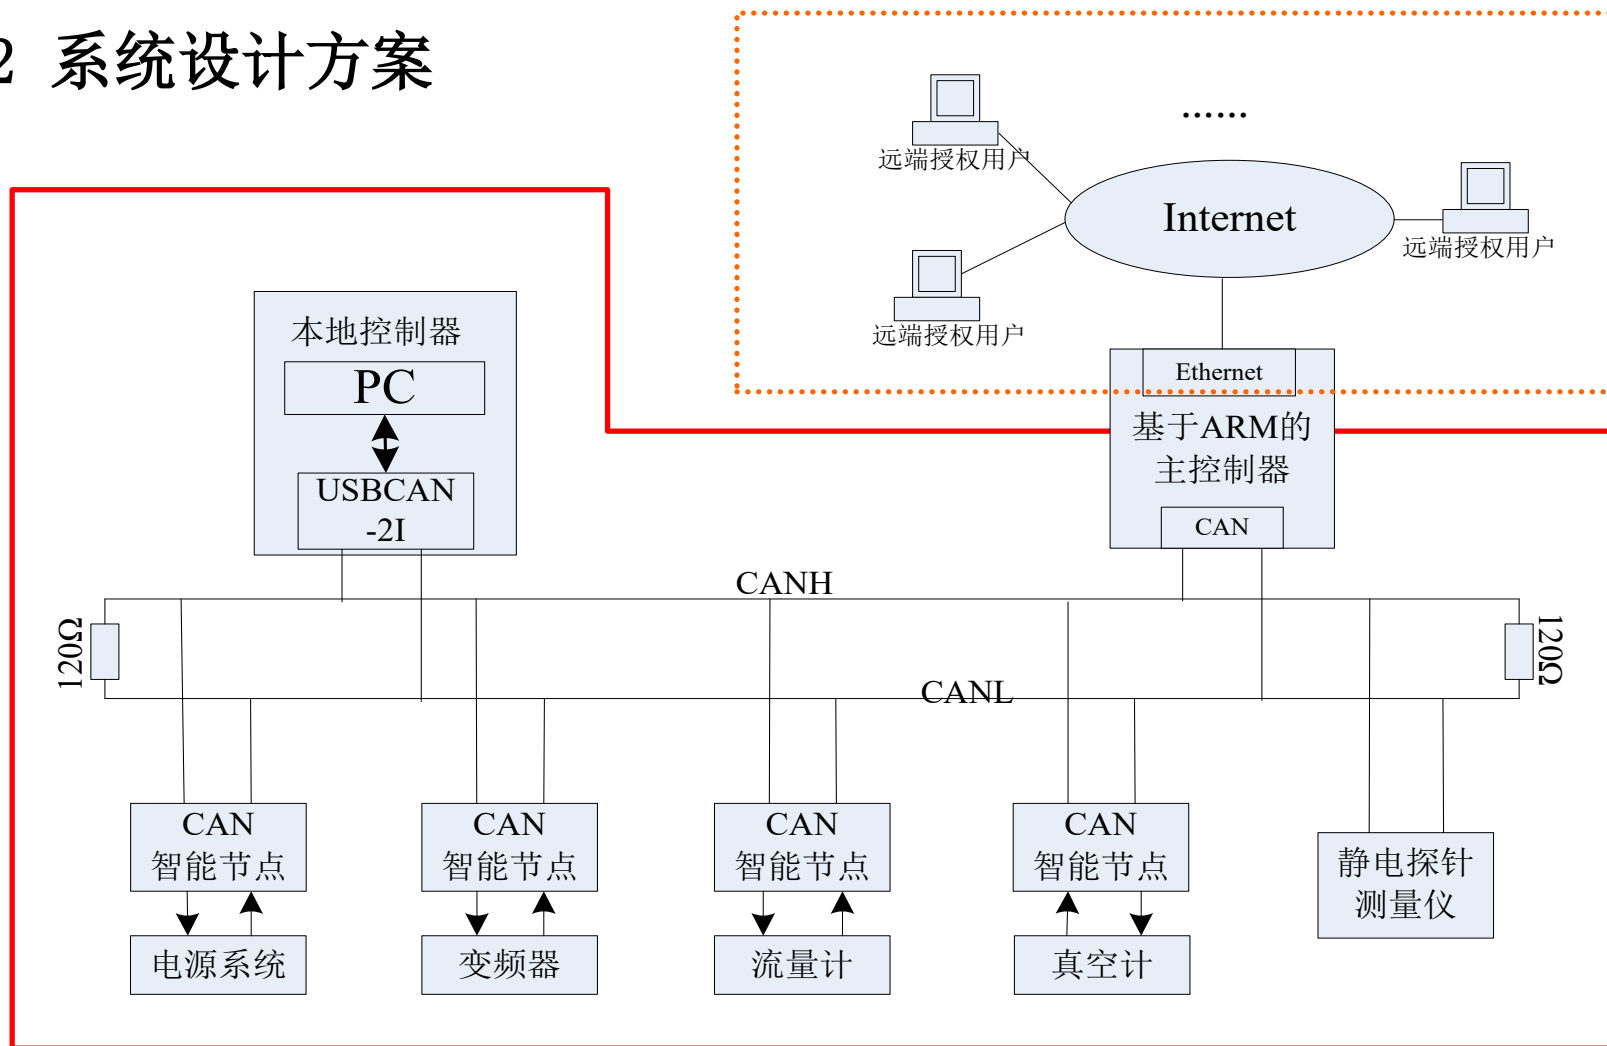 2 系统设计方案
……
远端授权用户
Internet
远端授权用户
远端授权用户
本地控制器
PC
USBCAN
-2I
Ethernet
基于ARM的
主控制器
CAN
CANH
120Ω
120Ω
CANL
CAN
智能节点
CAN
智能节点
CAN
智能节点
CAN
智能节点
静电探针
测量仪
电源系统
变频器
流量计
真空计